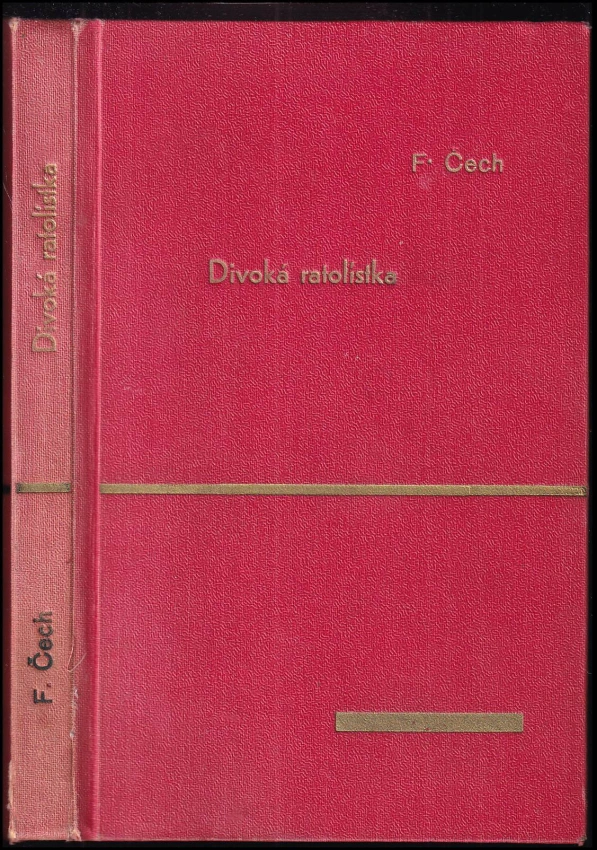 Divoká ratolístka
F. Čech
F. Čech
Divoká ratolístka